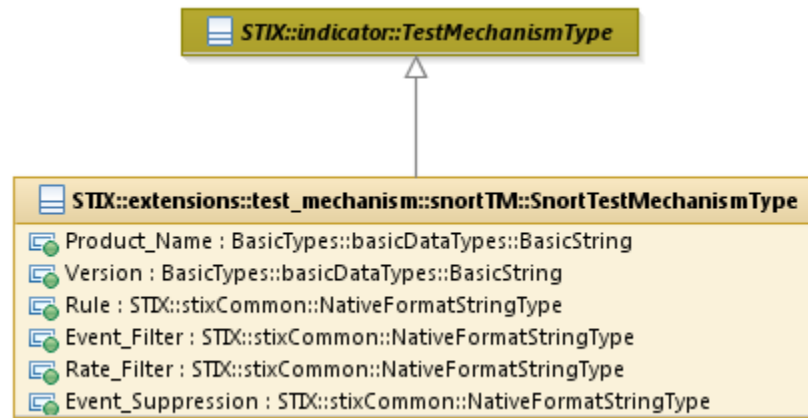 STIX::indicator::TestMechanismType
STIX::extensions::test_mechanism::snortTM::SnortTestMechanismType
Product_Name : BasicTypes::basicDataTypes::BasicString
Version : BasicTypes::basicDataTypes::BasicString
Rule : STIX::stixCommon::NativeFormatStringType
Event_Filter : STIX::stixCommon::NativeFormatStringType
Rate_Filter : STIX::stixCommon::NativeFormatStringType
Event_Suppression : STIX::stixCommon::NativeFormatStringType